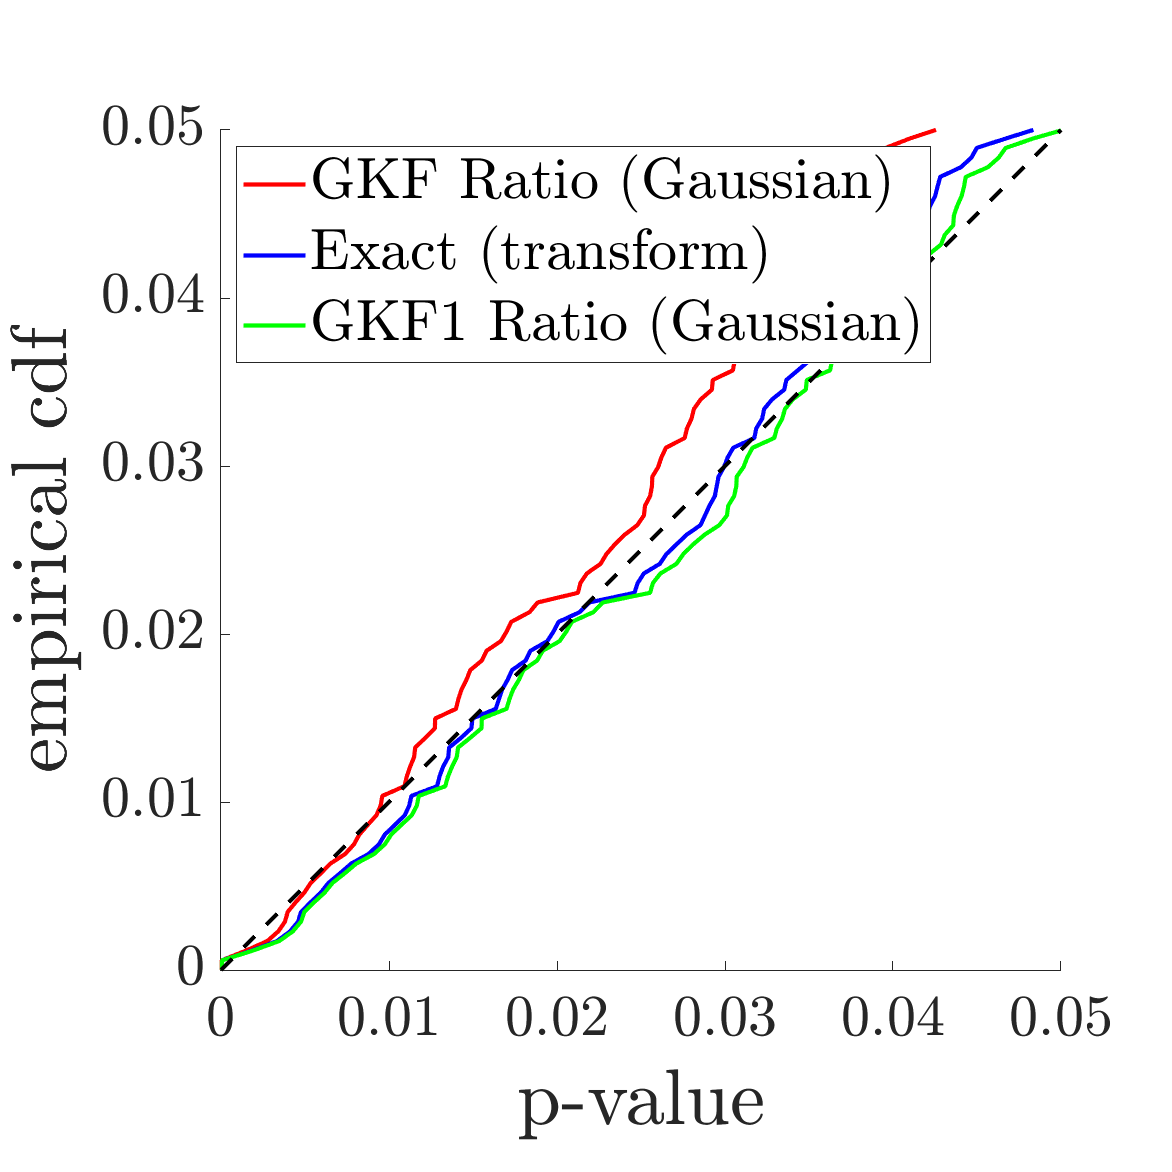 0.05
GKF Ratio (Gaussian)
Exact (transform)
0.04
GKF1 Ratio (Gaussian)
0.03
0.02
0.01
0
empirical cdf
0
0.01
0.02
0.03
0.04
0.05
p-value